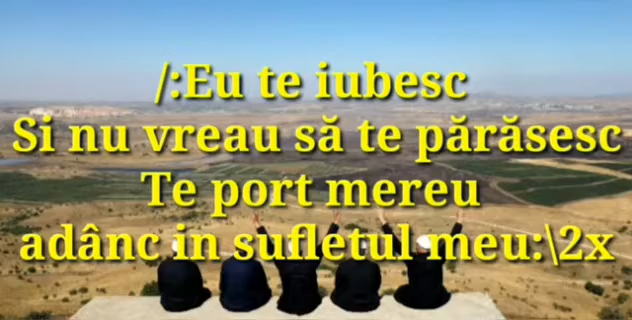 /:Eu te iubesc
Si nu vreau să te părăsesc
Te port mereu
adânc in sufletul meu:\2x